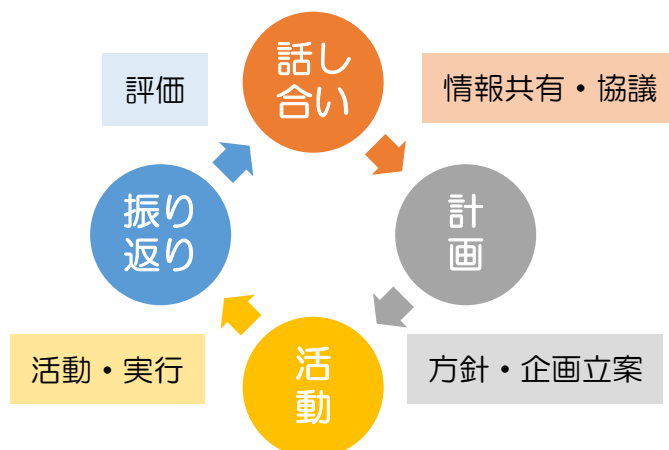 話し
合い
評価
情報共有・協議
振り
返り
計
画
活動・実行
活
動
方針・企画立案